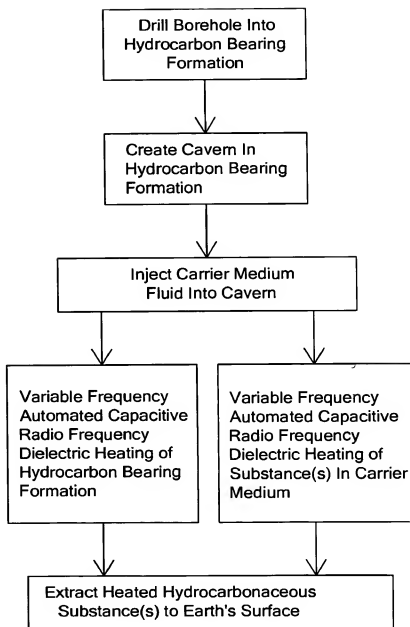 Drill Borehole Into
Hydrocarbon Bearing
Formation
Create Cavern In
Hydrocarbon Bearing
Formation
Inject Carrier Medium
Fluid Into Cavern
Variable Frequency
Automated Capacitive
Radio Frequency
Dielectric Heating of
Hydrocarbon Bearing
Formation
Variable Frequency
Automated Capacitive
Radio Frequency
Dielectric Heating of
Substance(s) In Carrier
Medium
Extract Heated Hydrocarbonaceous
Substance(s) to Earth's Surface